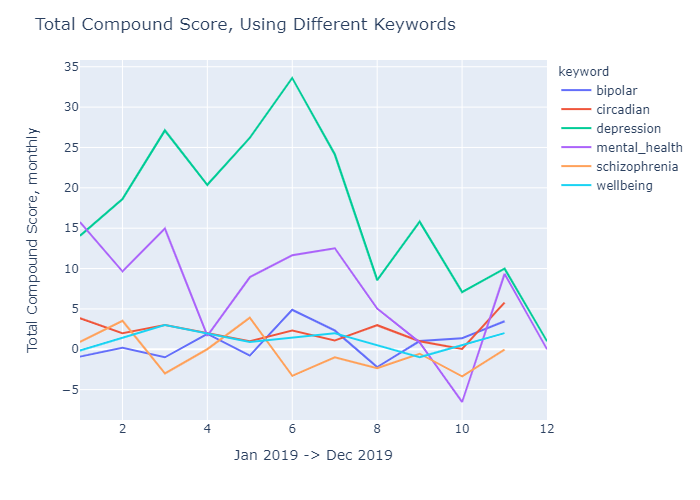 Total Compound Score, Using Different Keywords
35
30
25
20
15
10
5
0
−5
Total Compound Score, monthly
2
4
6
8
10
12
Jan 2019 -> Dec 2019
keyword
bipolar
circadian
depression
mental_health
schizophrenia
wellbeing